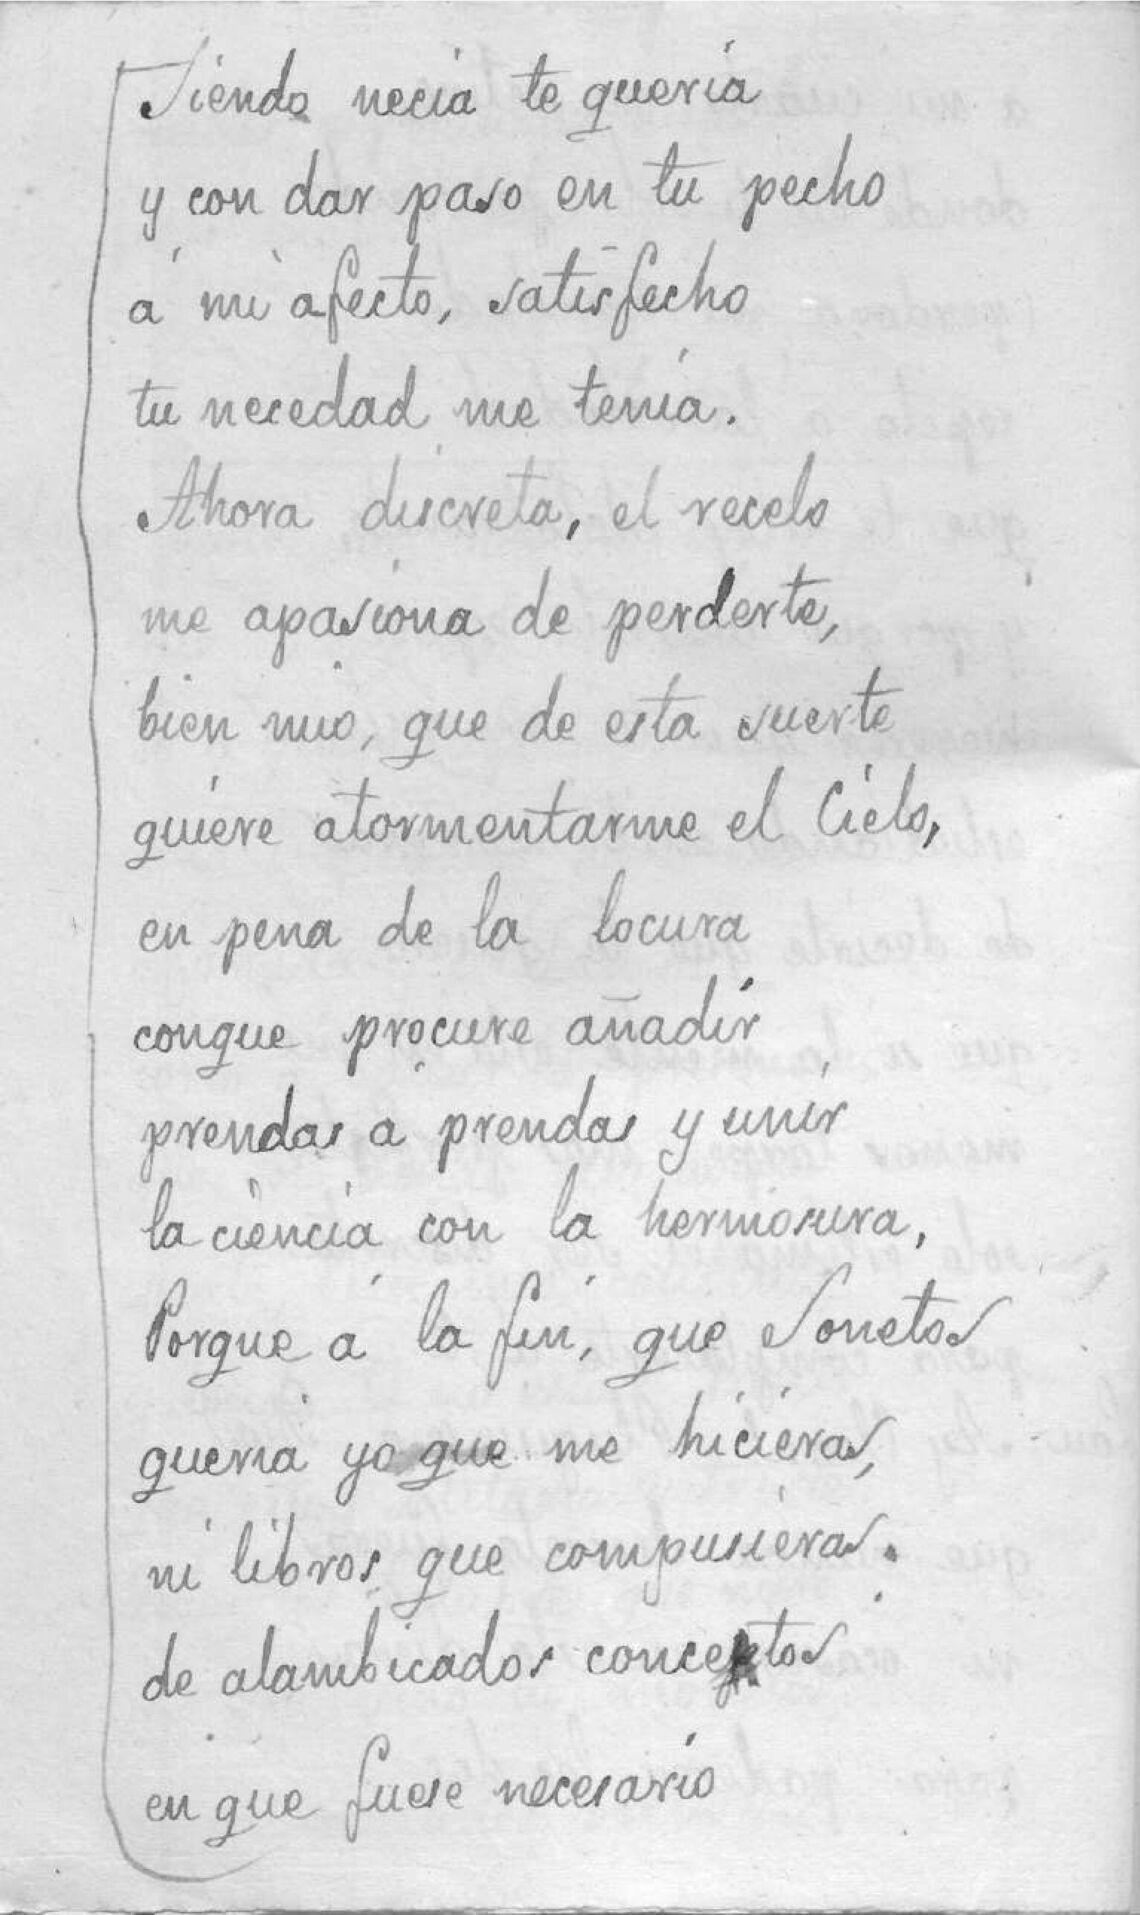 Siendo necia te quería
y con dar paso en tu pecho
á mi afecto, satisfecho
tu necedad me tenía.
Ahora discreta, el recelo
me apasiona de perderte,
bien mio, que de esta suerte
quiere atormentarme el Cielo,
en pena de la locura
conque procure añadir
prendas a prendas y unir
la ciencia con la hermosura,
Porque á la fin, que Sonetos
queria yo que me hicieras,
ni libros que compusieras.
de alambicados conceptos
en que fuese necesario